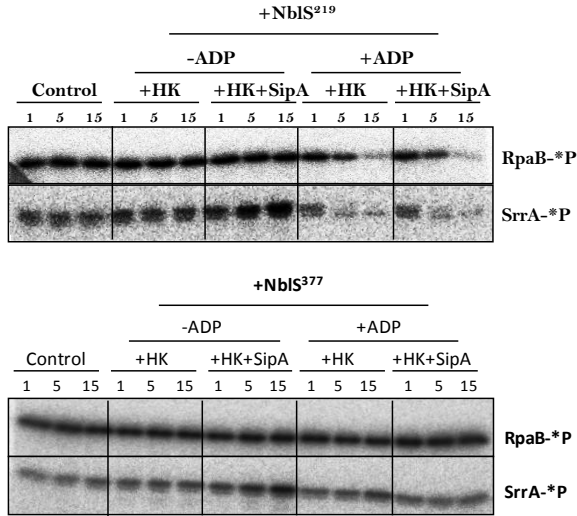 +NblS²¹⁹
-ADP +ADP
Control +HK +HK+SipA +HK +HK+SipA
1 5 15 1 5 15 1 5 15 1 5 15 1 5 15
RpaB-*P
SrrA-*P
+NblS³⁷⁷
-ADP +ADP
Control +HK +HK+SipA +HK +HK+SipA
1 5 15 1 5 15 1 5 15 1 5 15 1 5 15
RpaB-*P
SrrA-*P